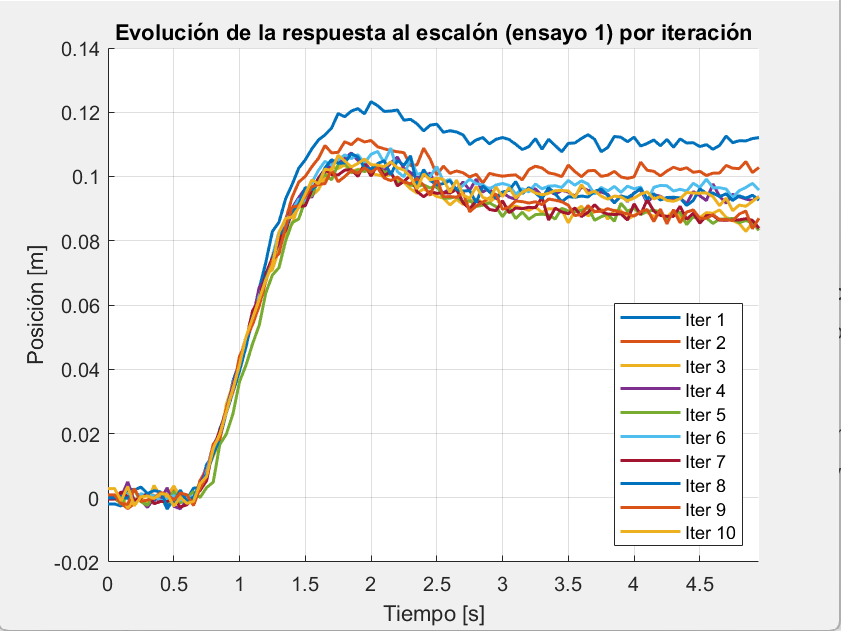 Evolución de la respuesta al escalón (ensayo 1) por iteración
0.14
0.12
0.1
0.08
0.06
0.04
0.02
0
-0.02
Posición [m]
0
0.5
1
1.5
2
2.5
3
3.5
4
4.5
Tiempo [s]
Iter 1
Iter 2
Iter 3
Iter 4
Iter 5
Iter 6
Iter 7
Iter 8
Iter 9
Iter 10